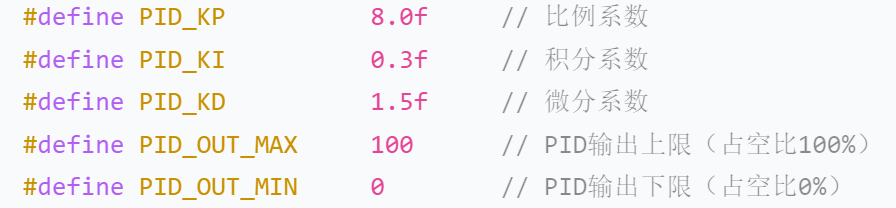 #define PID_KP 8.0f // 比例系数
#define PID_KI 0.3f // 积分系数
#define PID_KD 1.5f // 微分系数
#define PID_OUT_MAX 100 // PID输出上限（占空比100%）
#define PID_OUT_MIN 0 // PID输出下限（占空比0%）